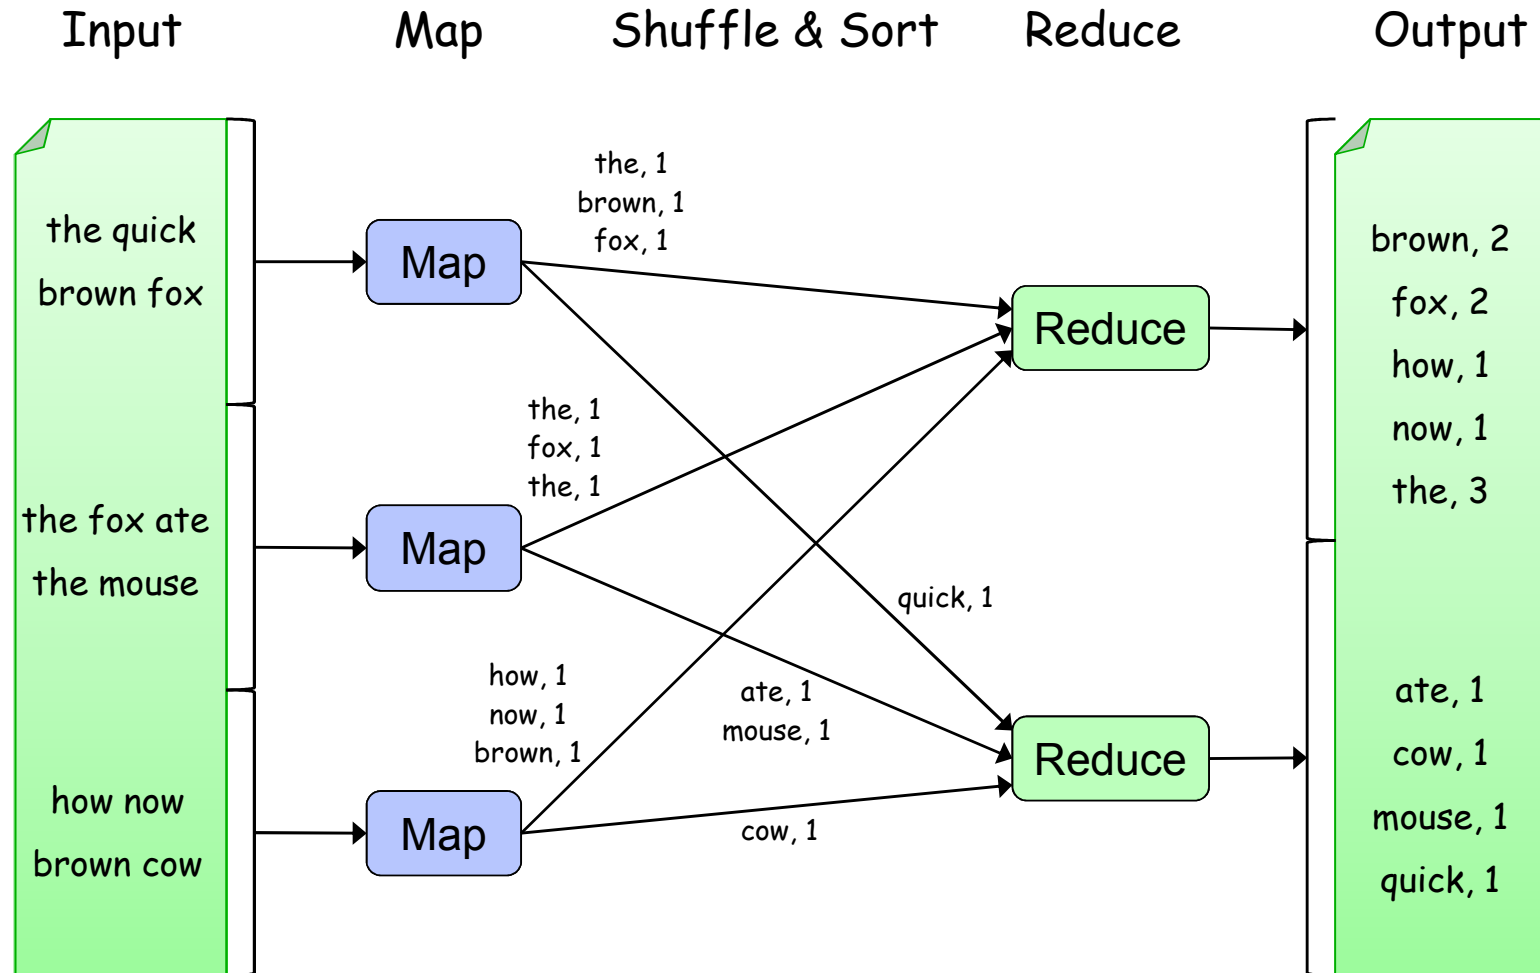 Input
Map
Shuffle & Sort
Reduce
Output
the quick
brown fox
the fox ate
the mouse
how now
brown cow
Map
Map
Map
the, 1
brown, 1
fox, 1
the, 1
fox, 1
the, 1
how, 1
now, 1
brown, 1
quick, 1
ate, 1
mouse, 1
cow, 1
Reduce
Reduce
brown, 2
fox, 2
how, 1
now, 1
the, 3
ate, 1
cow, 1
mouse, 1
quick, 1